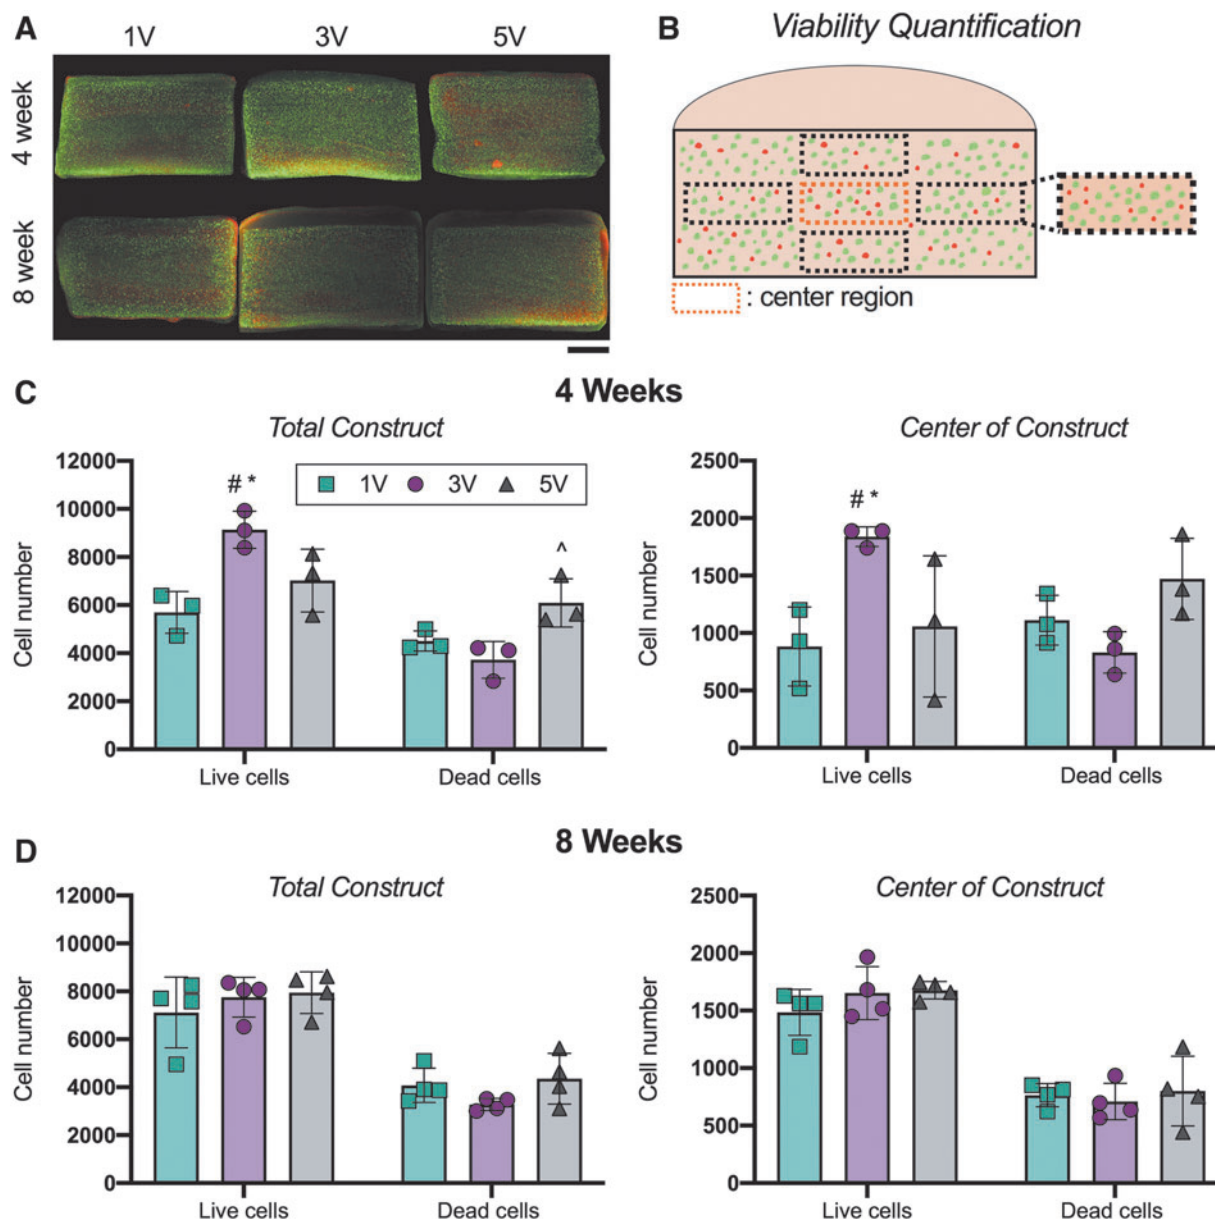 A
1V 3V 5V
4 week
8 week
B
Viability Quantification
: center region
C
4 Weeks
Total Construct
12000
10000
8000
6000
4000
2000
0
Cell number
# *
1V 3V 5V
^
Live cells Dead cells
Center of Construct
2500
2000
1500
1000
500
0
Cell number
# *
Live cells Dead cells
D
8 Weeks
Total Construct
12000
10000
8000
6000
4000
2000
0
Cell number
Live cells Dead cells
Center of Construct
2500
2000
1500
1000
500
0
Cell number
Live cells Dead cells